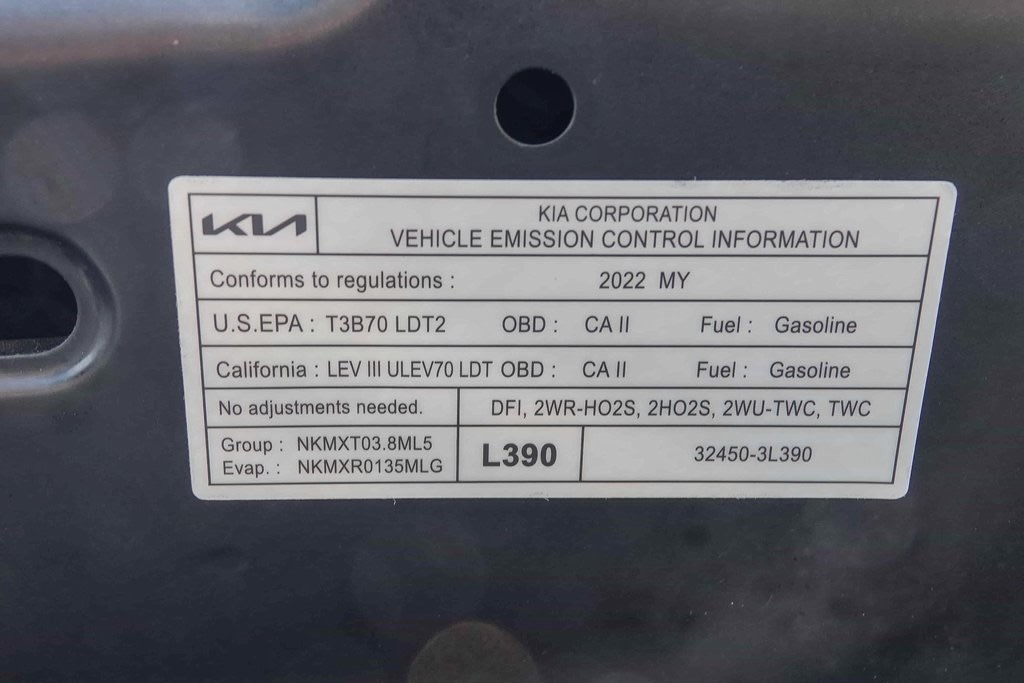 KIA
KIA CORPORATION
VEHICLE EMISSION CONTROL INFORMATION
Conforms to regulations : 2022 MY
U.S.EPA : T3B70 LDT2 OBD : CA II Fuel : Gasoline
California : LEV III ULEV70 LDT OBD : CA II Fuel : Gasoline
No adjustments needed. DFI, 2WR-HO2S, 2HO2S, 2WU-TWC, TWC
Group : NKMXT03.8ML5
Evap. : NKMXR0135MLG
L390
32450-3L390